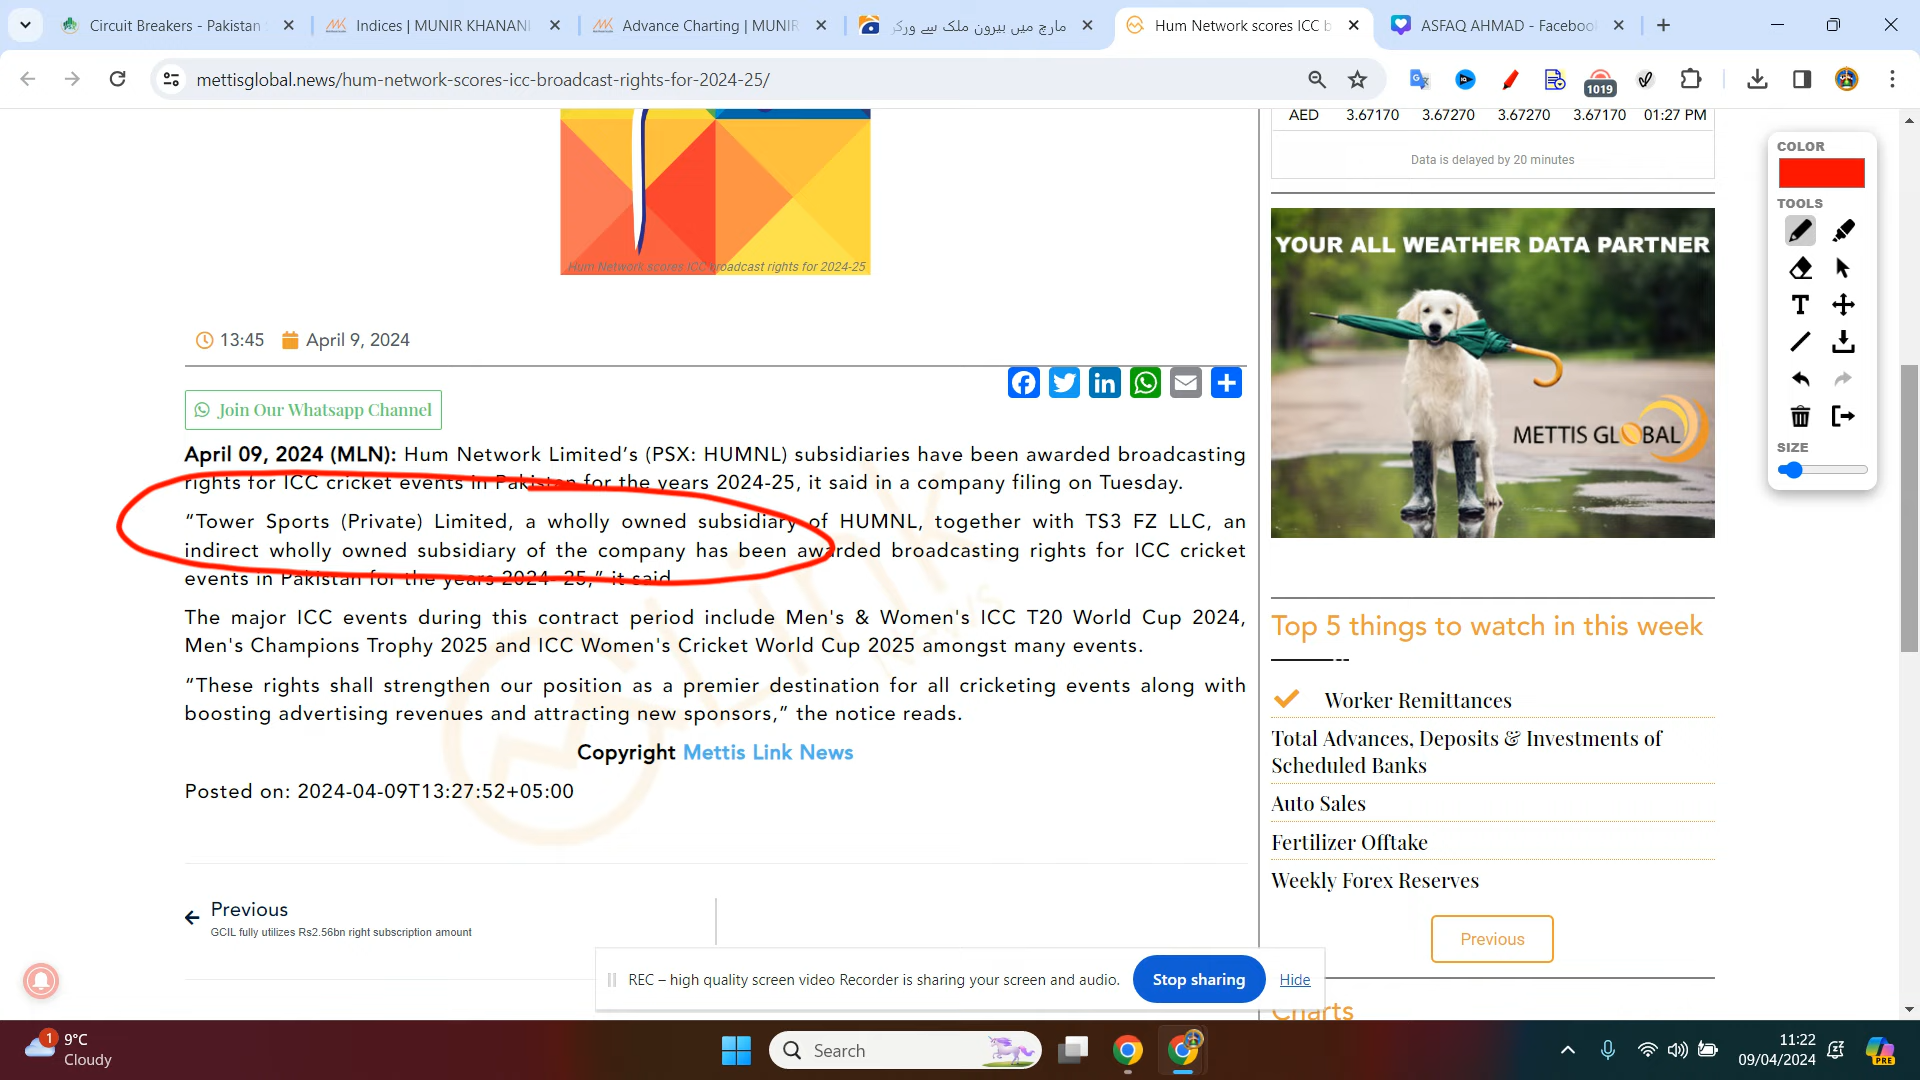 Circuit Breakers - Pakistan
Indices | MUNIR KHANANI
Advance Charting | MUNIR
مارچ میں بیرون ملک سے ورکر
Hum Network scores ICC b
ASFAQ AHMAD - Facebook
mettisglobal.news/hum-network-scores-icc-broadcast-rights-for-2024-25/
1019
AED 3.67170 3.67270 3.67270 3.67170 01:27 PM
Data is delayed by 20 minutes
COLOR
TOOLS
SIZE
YOUR ALL WEATHER DATA PARTNER
METTIS GLOBAL
Hum Network scores ICC broadcast rights for 2024-25
13:45 April 9, 2024
Join Our Whatsapp Channel
April 09, 2024 (MLN): Hum Network Limited’s (PSX: HUMNL) subsidiaries have been awarded broadcasting
rights for ICC cricket events in Pakistan for the years 2024-25, it said in a company filing on Tuesday.
“Tower Sports (Private) Limited, a wholly owned subsidiary of HUMNL, together with TS3 FZ LLC, an
indirect wholly owned subsidiary of the company has been awarded broadcasting rights for ICC cricket
events in Pakistan for the years 2024- 25,” it said.
The major ICC events during this contract period include Men's & Women's ICC T20 World Cup 2024,
Men's Champions Trophy 2025 and ICC Women's Cricket World Cup 2025 amongst many events.
“These rights shall strengthen our position as a premier destination for all cricketing events along with
boosting advertising revenues and attracting new sponsors,” the notice reads.
Copyright Mettis Link News
Posted on: 2024-04-09T13:27:52+05:00
Previous
GCIL fully utilizes Rs2.56bn right subscription amount
Top 5 things to watch in this week
Worker Remittances
Total Advances, Deposits & Investments of
Scheduled Banks
Auto Sales
Fertilizer Offtake
Weekly Forex Reserves
Previous
Charts
REC – high quality screen video Recorder is sharing your screen and audio. Stop sharing Hide
1
9°C
Cloudy
Search
11:22
09/04/2024
PRE